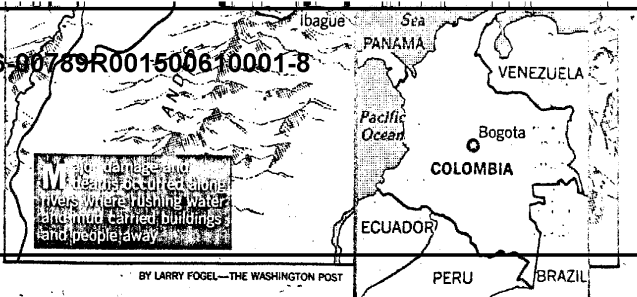 Ibague
-00789R001500610001-8
ANDE
Major damage and
deaths occurred along
rivers where rushing water
and mud carried buildings
and people away.
BY LARRY FOGEL—THE WASHINGTON POST
Sea
PANAMA
VENEZUELA
Pacific
Ocean
Bogota
COLOMBIA
ECUADOR
PERU
BRAZIL